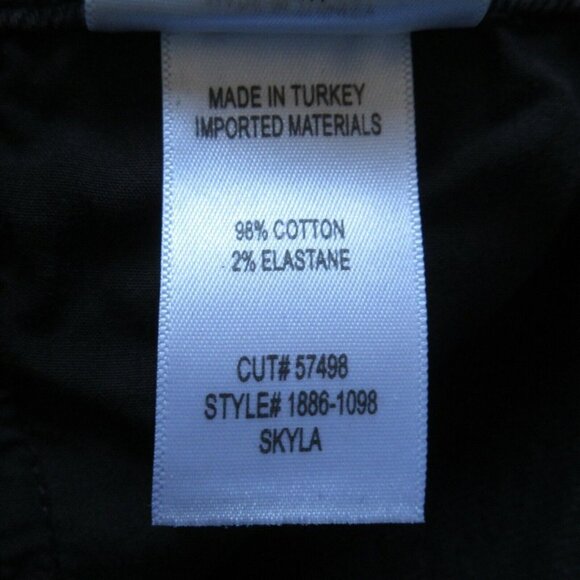 MADE IN TURKEY
IMPORTED MATERIALS
98% COTTON
2% ELASTANE
CUT# 57498
STYLE# 1886-1098
SKYLA